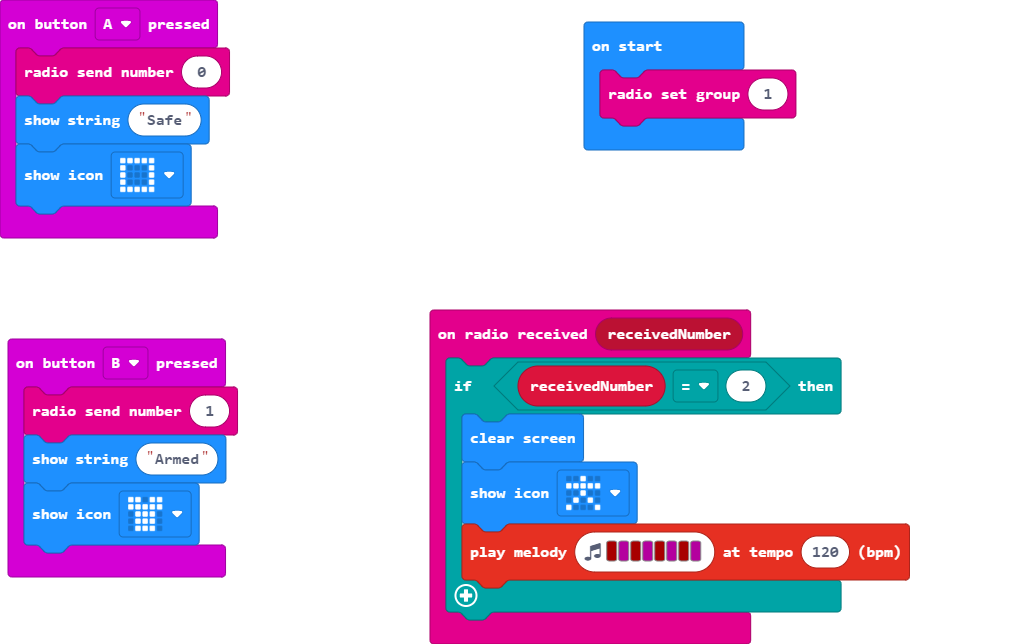 on button A pressed
radio send number 0
show string "Safe"
show icon
on start
radio set group 1
on button B pressed
radio send number 1
show string "Armed"
show icon
on radio received receivedNumber
if receivedNumber = 2 then
clear screen
show icon
play melody at tempo 120 (bpm)